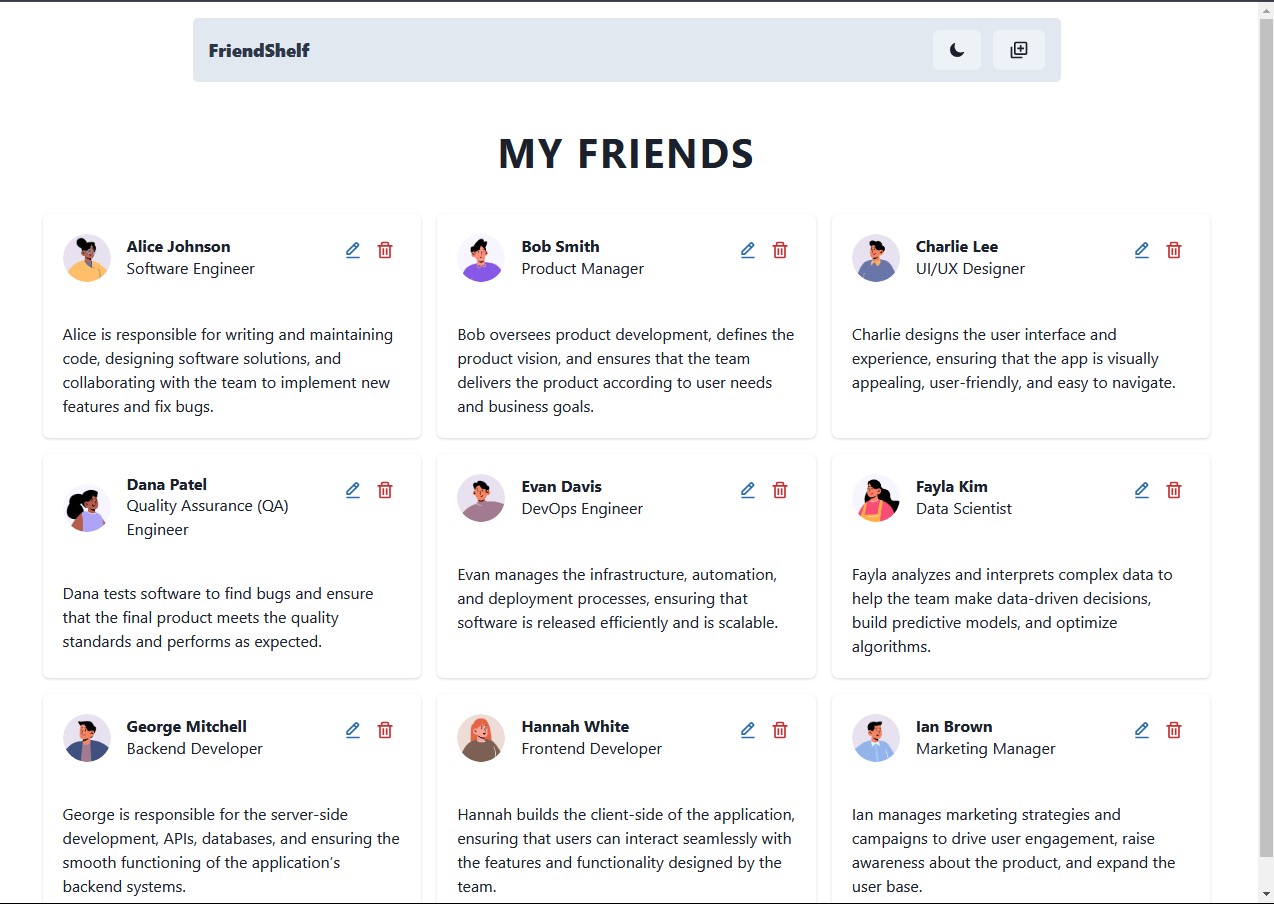 FriendShelf
MY FRIENDS
Alice Johnson
Software Engineer
Alice is responsible for writing and maintaining
code, designing software solutions, and
collaborating with the team to implement new
features and fix bugs.
Bob Smith
Product Manager
Bob oversees product development, defines the
product vision, and ensures that the team
delivers the product according to user needs
and business goals.
Charlie Lee
UI/UX Designer
Charlie designs the user interface and
experience, ensuring that the app is visually
appealing, user-friendly, and easy to navigate.
Dana Patel
Quality Assurance (QA)
Engineer
Dana tests software to find bugs and ensure
that the final product meets the quality
standards and performs as expected.
Evan Davis
DevOps Engineer
Evan manages the infrastructure, automation,
and deployment processes, ensuring that
software is released efficiently and is scalable.
Fayla Kim
Data Scientist
Fayla analyzes and interprets complex data to
help the team make data-driven decisions,
build predictive models, and optimize
algorithms.
George Mitchell
Backend Developer
George is responsible for the server-side
development, APIs, databases, and ensuring the
smooth functioning of the application's
backend systems.
Hannah White
Frontend Developer
Hannah builds the client-side of the application,
ensuring that users can interact seamlessly with
the features and functionality designed by the
team.
Ian Brown
Marketing Manager
Ian manages marketing strategies and
campaigns to drive user engagement, raise
awareness about the product, and expand the
user base.